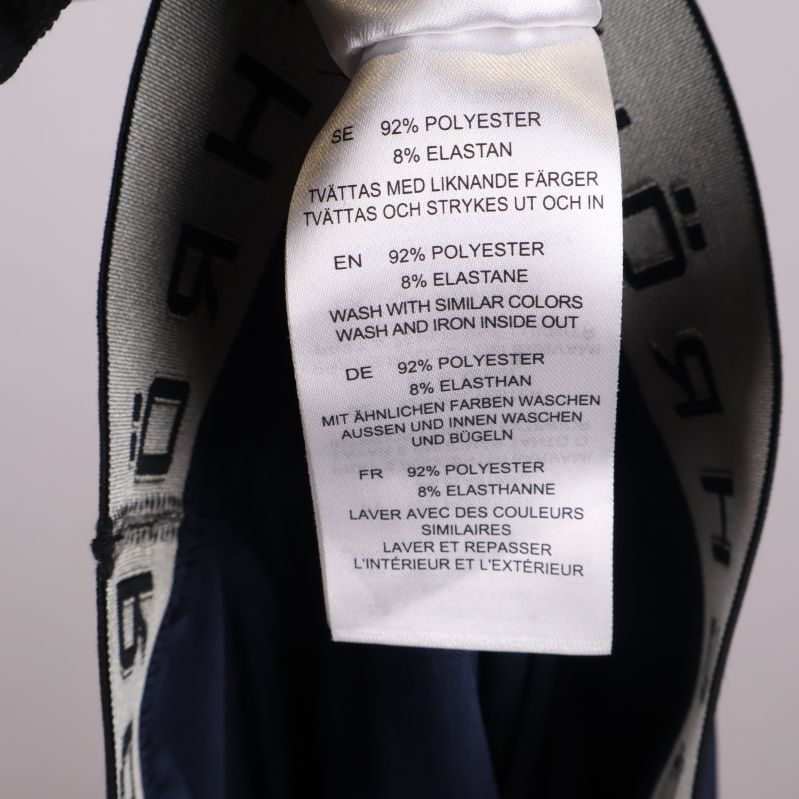 SE 92% POLYESTER
8% ELASTAN
TVÄTTAS MED LIKNANDE FÄRGER
TVÄTTAS OCH STRYKES UT OCH IN
EN 92% POLYESTER
8% ELASTANE
WASH WITH SIMILAR COLORS
WASH AND IRON INSIDE OUT
DE 92% POLYESTER
8% ELASTHAN
MIT ÄHNLICHEN FARBEN WASCHEN
AUSSEN UND INNEN WASCHEN
UND BÜGELN
FR 92% POLYESTER
8% ELASTHANNE
LAVER AVEC DES COULEURS
SIMILAIRES
LAVER ET REPASSER
L'INTÉRIEUR ET L'EXTÉRIEUR